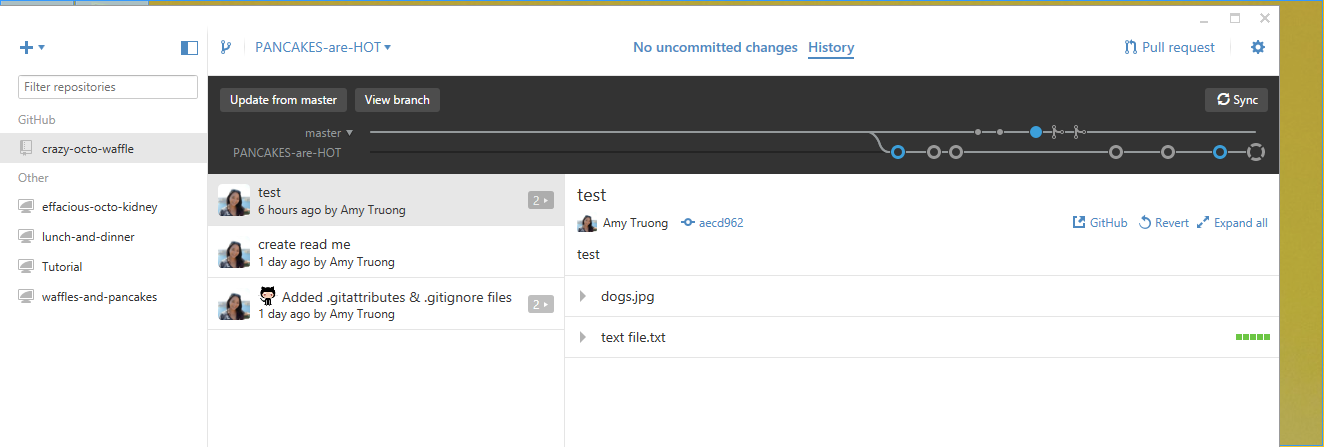 PANCAKES-are-HOT
No uncommitted changes
History
Pull request
Filter repositories
GitHub
crazy-octo-waffle
Other
effacious-octo-kidney
lunch-and-dinner
Tutorial
waffles-and-pancakes
Update from master
View branch
Sync
master
PANCAKES-are-HOT
test
6 hours ago by Amy Truong
2
create read me
1 day ago by Amy Truong
Added .gitattributes & .gitignore files
1 day ago by Amy Truong
2
test
Amy Truong
aecd962
GitHub
Revert
Expand all
test
dogs.jpg
text file.txt